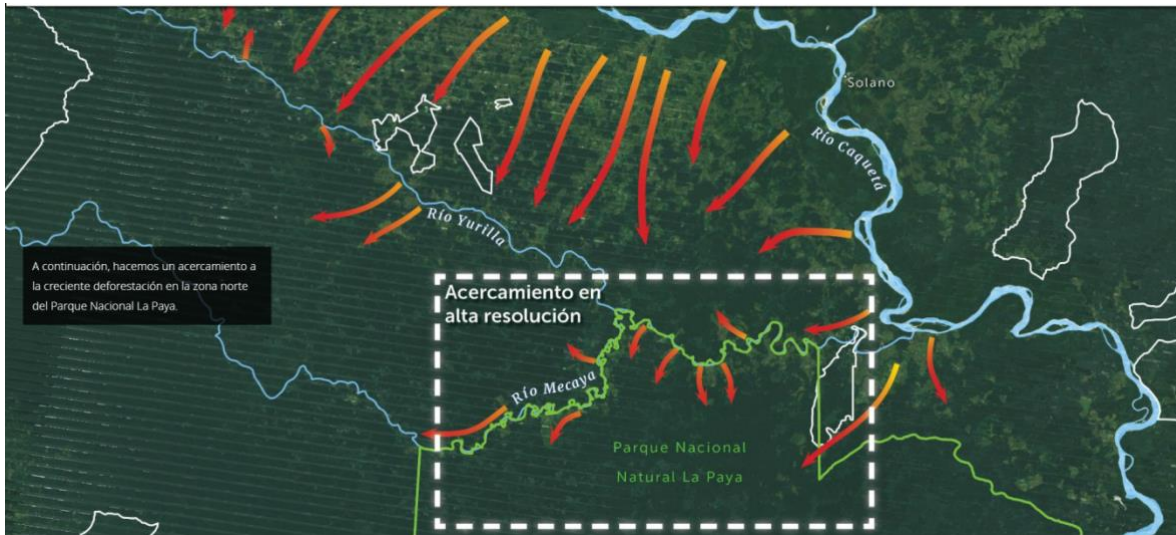 Solano
Río Caquetá
Río Yurilla
A continuación, hacemos un acercamiento a
la creciente deforestación en la zona norte
del Parque Nacional La Paya.
Acercamiento en
alta resolución
Río Mecaya
Parque Nacional
Natural La Paya